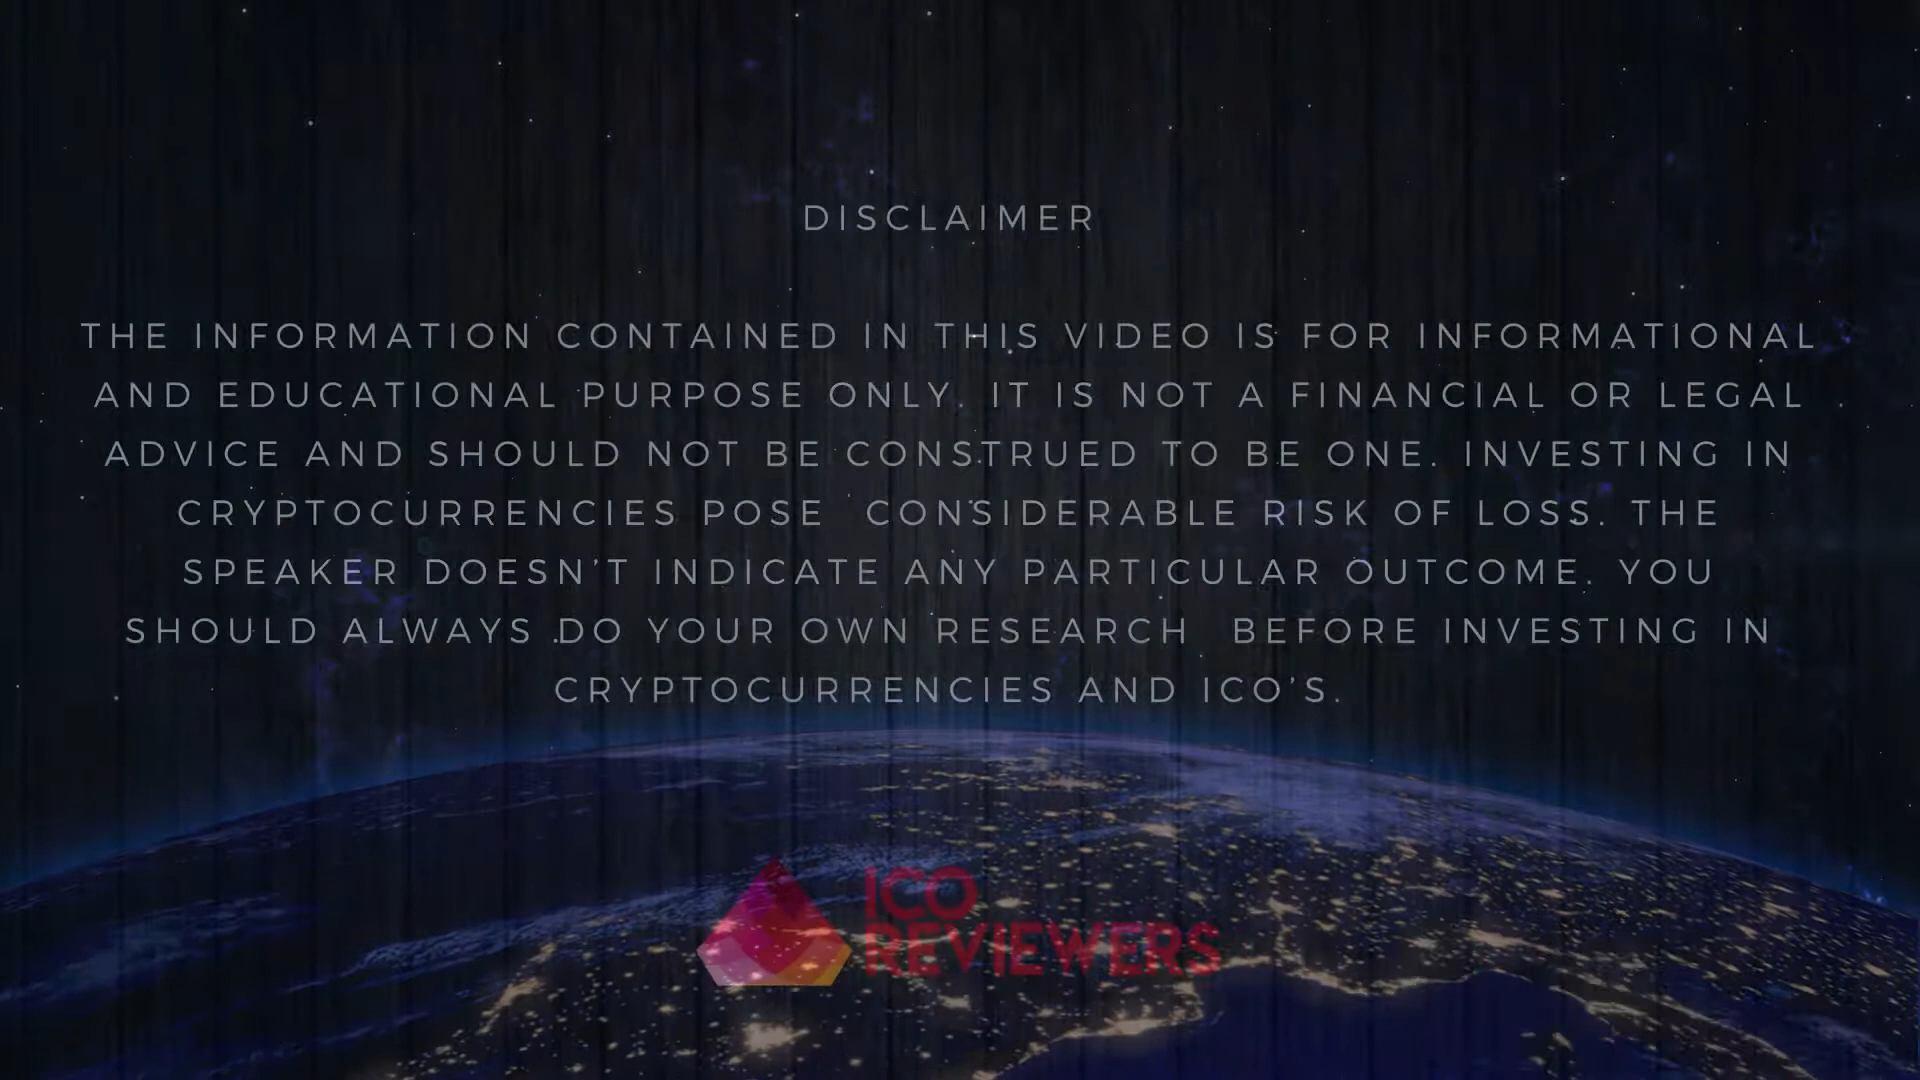 DISCLAIMER
THE INFORMATION CONTAINED IN THIS VIDEO IS FOR INFORMATIONAL
AND EDUCATIONAL PURPOSE ONLY. IT IS NOT A FINANCIAL OR LEGAL
ADVICE AND SHOULD NOT BE CONSTRUED TO BE ONE. INVESTING IN
CRYPTOCURRENCIES POSE CONSIDERABLE RISK OF LOSS. THE
SPEAKER DOESN’T INDICATE ANY PARTICULAR OUTCOME. YOU
SHOULD ALWAYS DO YOUR OWN RESEARCH BEFORE INVESTING IN
CRYPTOCURRENCIES AND ICO’S.
ICO
REVIEWERS